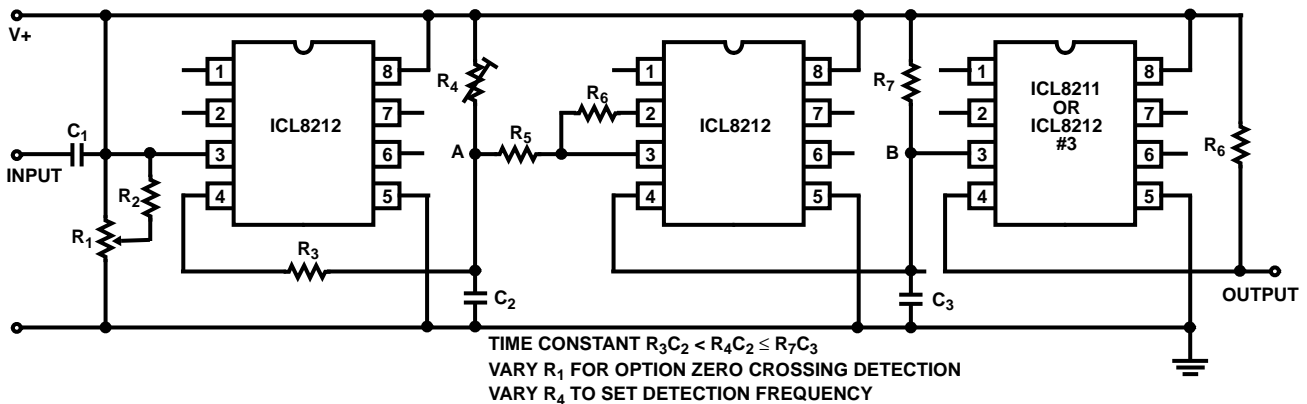 V+
INPUT
C1
R1
R2
1
2
3
4
ICL8212
8
7
6
5
R3
R4
A
C2
R5
R6
1
2
3
4
ICL8212
8
7
6
5
R7
B
C3
1
2
3
4
ICL8211
OR
ICL8212
#3
8
7
6
5
R6
OUTPUT
TIME CONSTANT R3C2 < R4C2 ≤ R7C3
VARY R1 FOR OPTION ZERO CROSSING DETECTION
VARY R4 TO SET DETECTION FREQUENCY